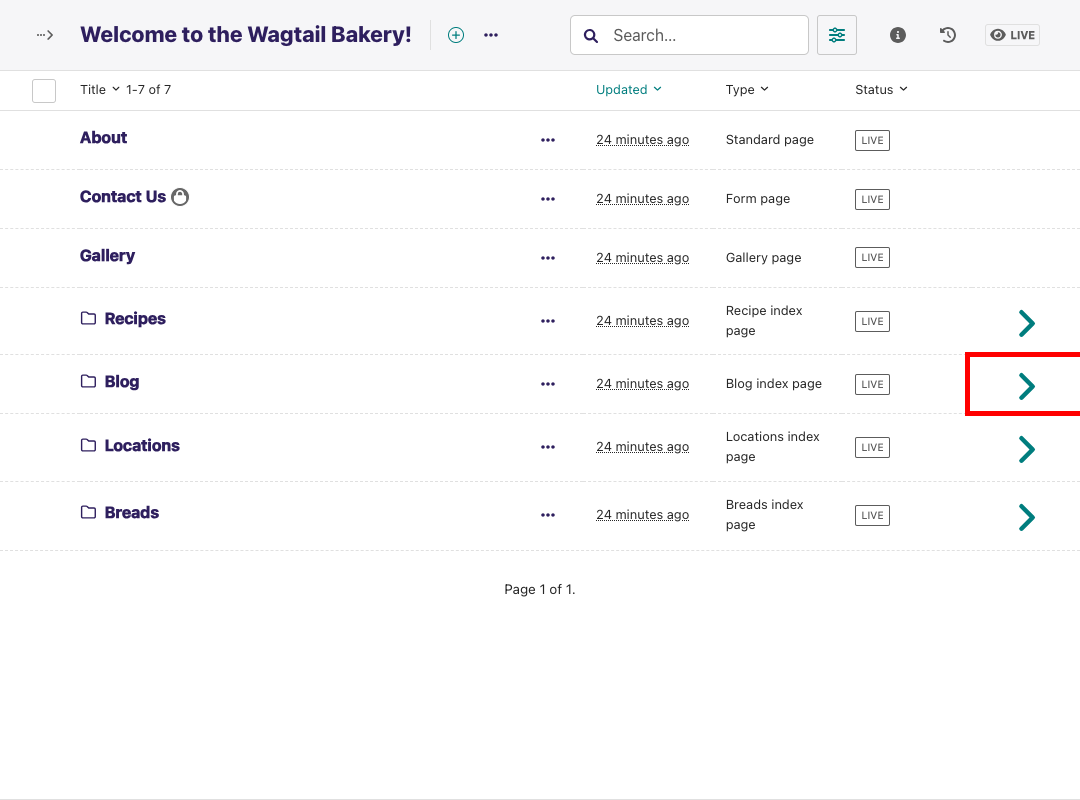 Welcome to the Wagtail Bakery!
Search...
LIVE
Title 1-7 of 7 Updated Type Status
About 24 minutes ago Standard page LIVE
Contact Us 24 minutes ago Form page LIVE
Gallery 24 minutes ago Gallery page LIVE
Recipes 24 minutes ago Recipe index page LIVE
Blog 24 minutes ago Blog index page LIVE
Locations 24 minutes ago Locations index page LIVE
Breads 24 minutes ago Breads index page LIVE
Page 1 of 1.